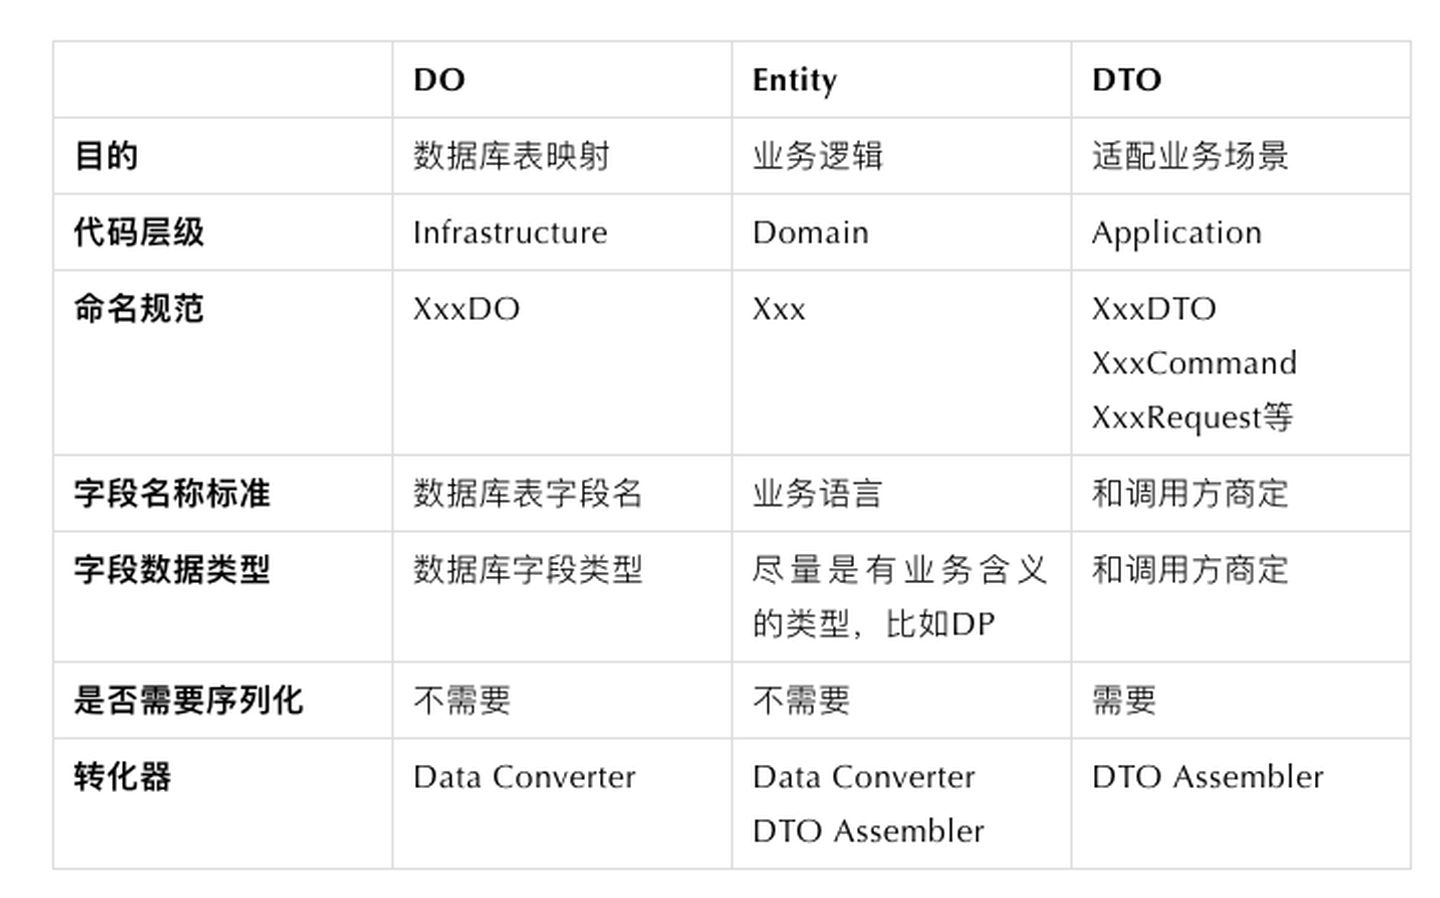 DO Entity DTO
目的 数据库表映射 业务逻辑 适配业务场景
代码层级 Infrastructure Domain Application
命名规范 XxxDO Xxx XxxDTO
XxxCommand
XxxRequest等
字段名称标准 数据库表字段名 业务语言 和调用方商定
字段数据类型 数据库字段类型 尽量是有业务含义 和调用方商定
的类型，比如DP
是否需要序列化 不需要 不需要 需要
转化器 Data Converter Data Converter DTO Assembler
DTO Assembler